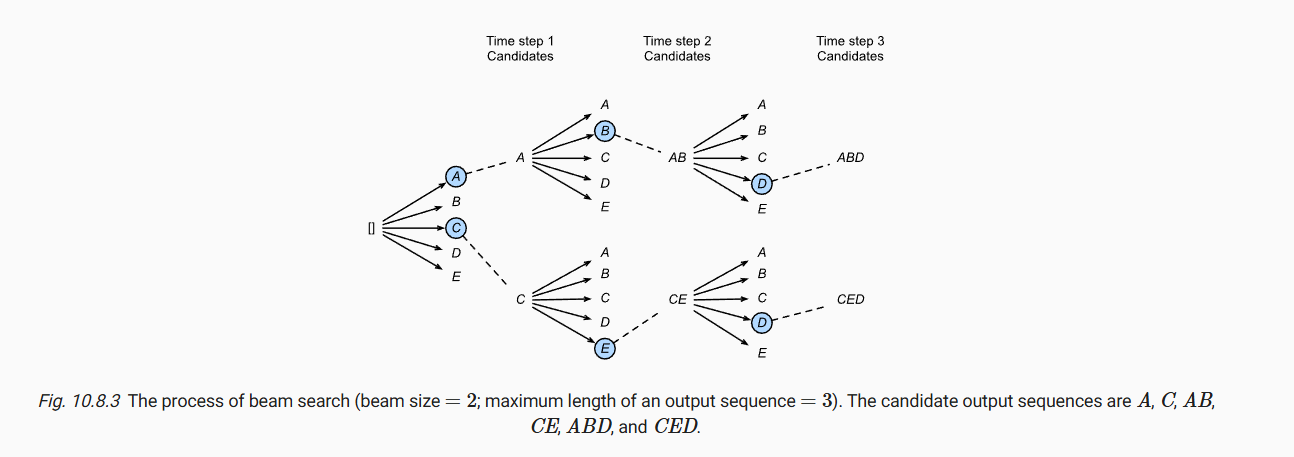 Time step 1
Candidates
Time step 2
Candidates
Time step 3
Candidates
[]
A
B
C
D
E
A
A
B
C
D
E
AB
A
B
C
D
E
ABD
C
A
B
C
D
E
CE
A
B
C
D
E
CED
Fig. 10.8.3 The process of beam search (beam size = 2; maximum length of an output sequence = 3). The candidate output sequences are A, C, AB,
CE, ABD, and CED.